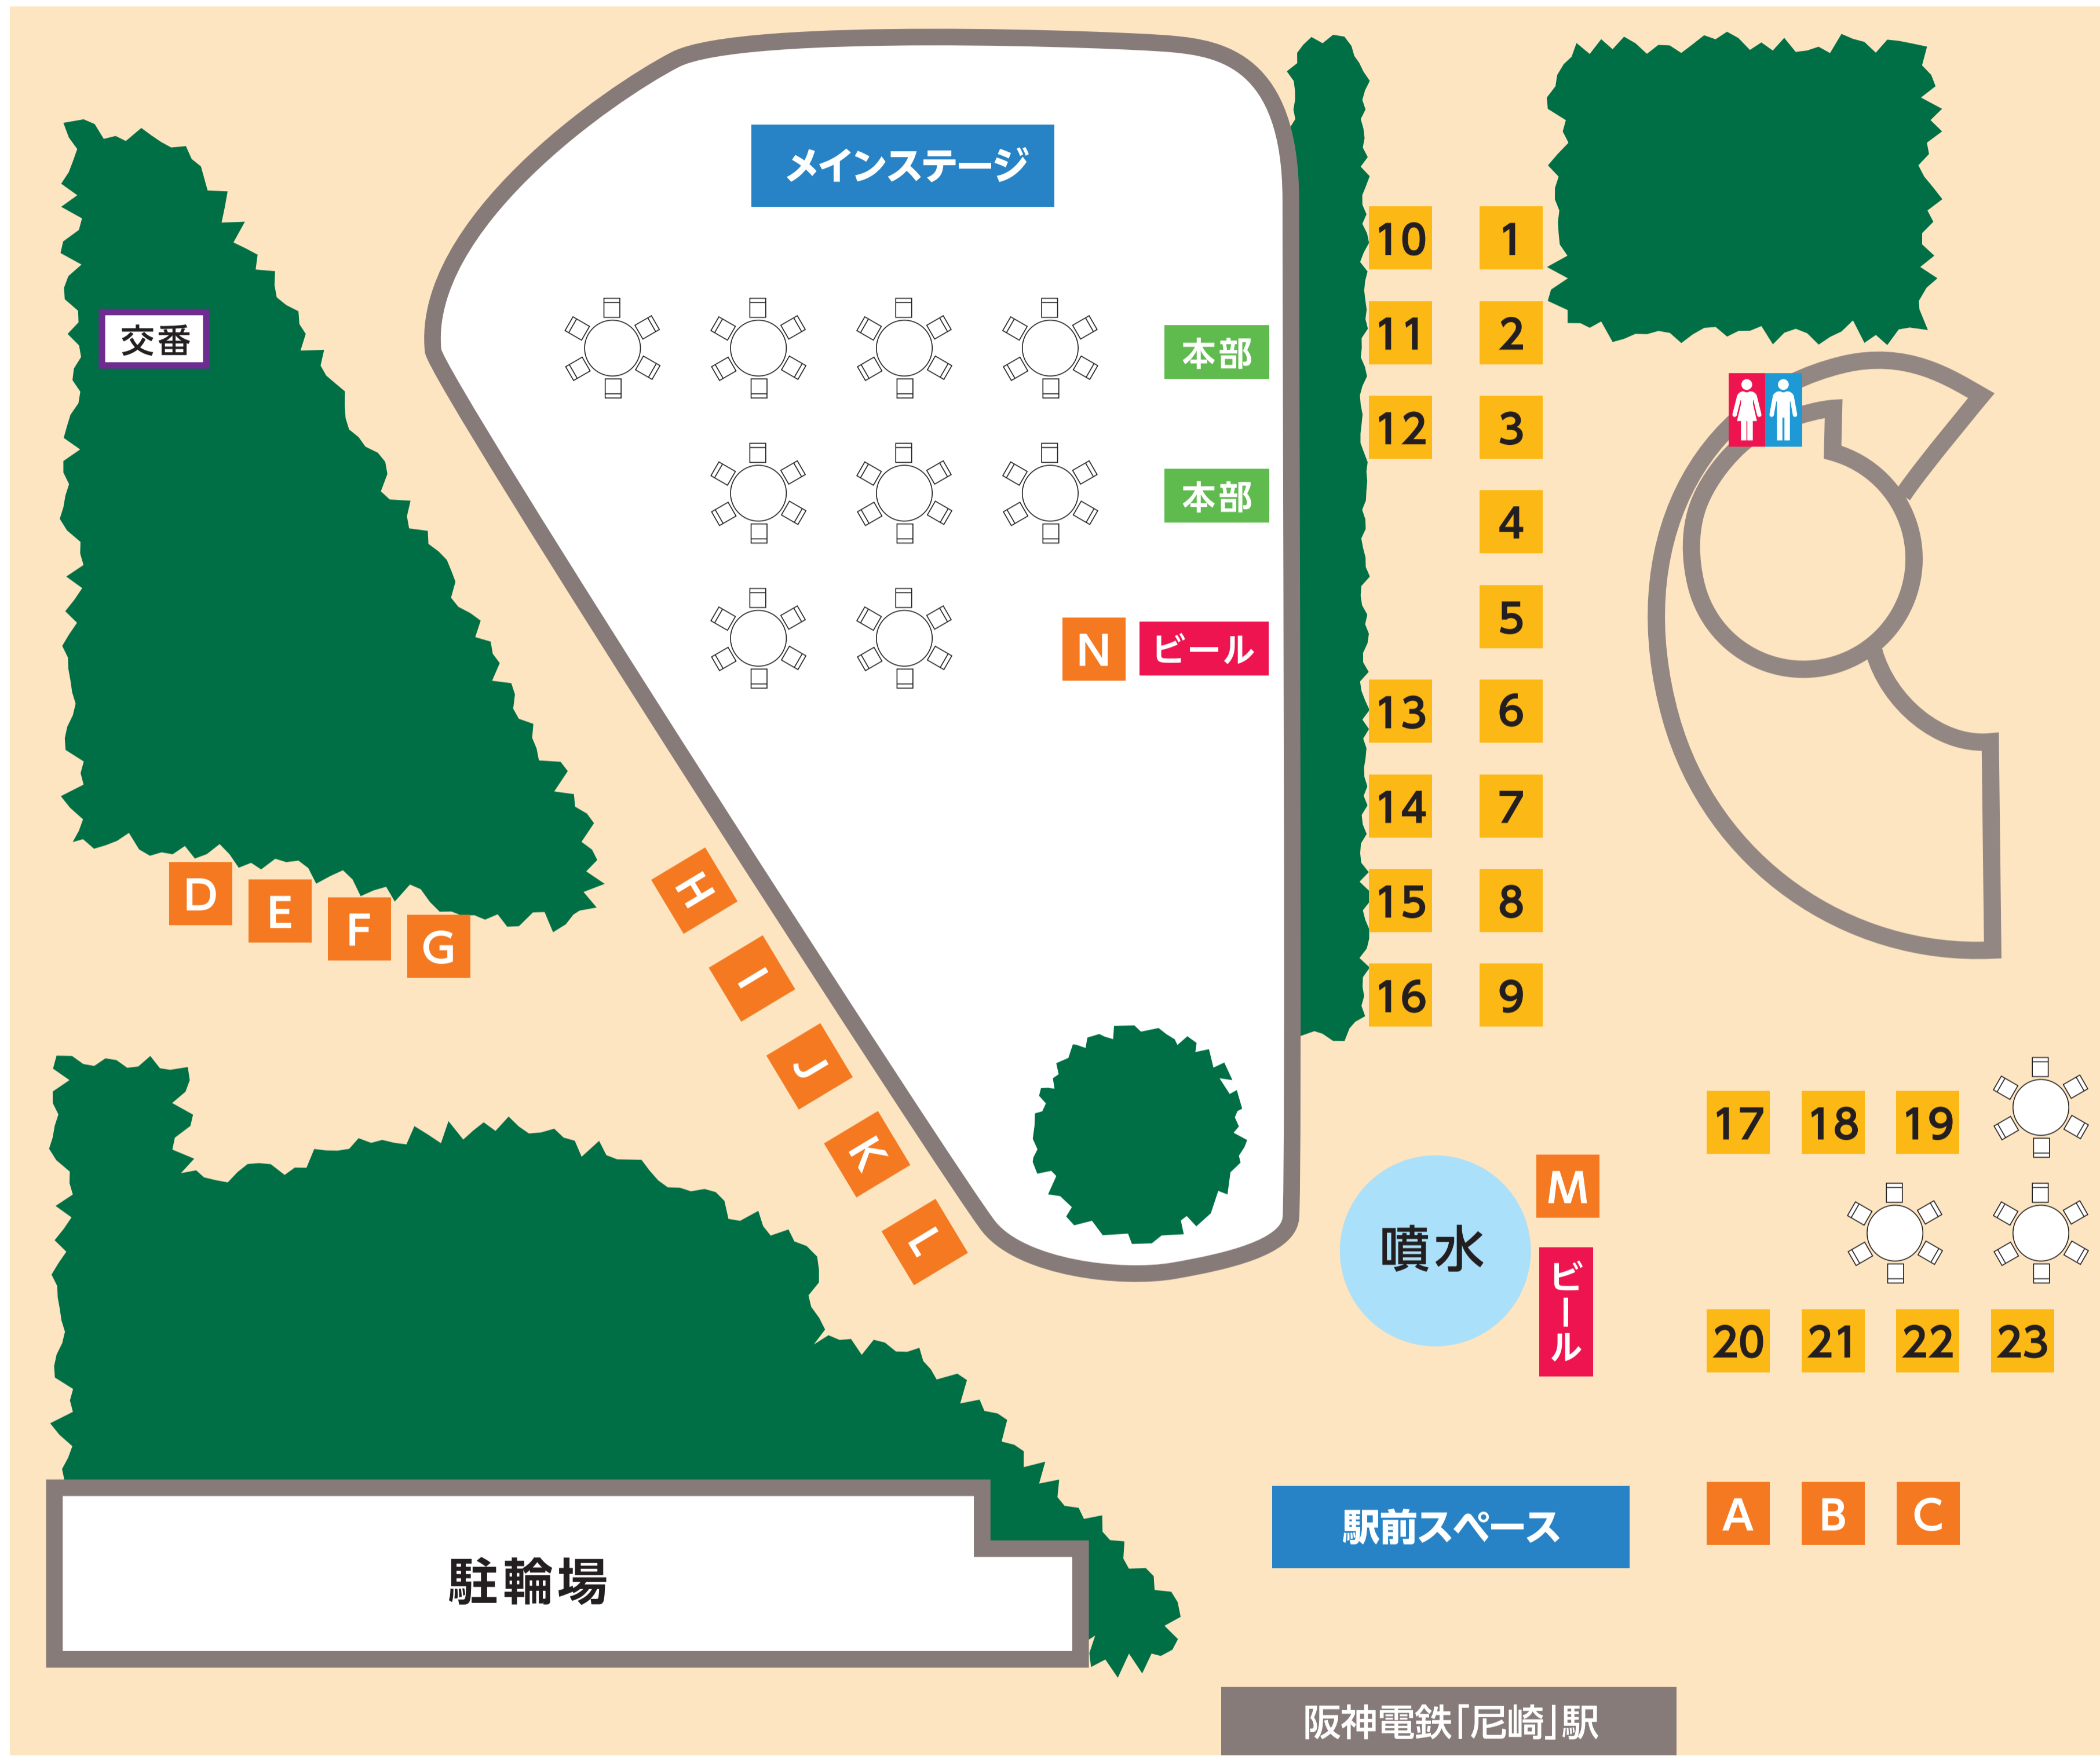 メインステージ
10 1
交番
本部
11 2
12 3
本部
4
5
N ビール
13 6
14 7
15 8
D
E
F
G
H
I
J
K
L
16 9
17 18 19
M
噴水
ビール
20 21 22 23
駅前スペース
A B C
駐輪場
阪神電鉄「尼崎」駅